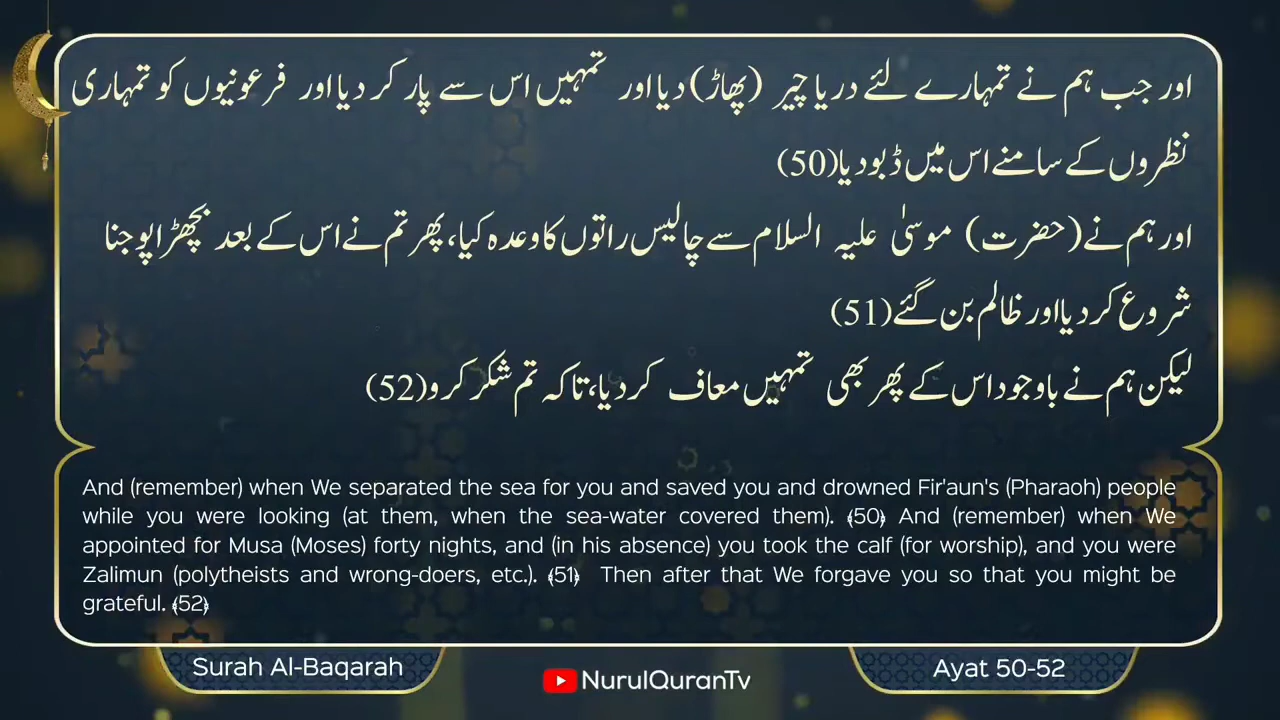 اور جب ہم نے تمہارے لئے دریا چیر (پھاڑ) دیا اور تمہیں اس سے پار کر دیا اور فرعونیوں کو تمہاری
نظروں کے سامنے اس میں ڈبو دیا(50)
اور ہم نے (حضرت) موسیٰ علیہ السلام سے چالیس راتوں کا وعدہ کیا، پھر تم نے اس کے بعد بچھڑا پوجنا
شروع کر دیا اور ظالم بن گئے(51)
لیکن ہم نے باوجود اس کے پھر بھی تمہیں معاف کر دیا، تاکہ تم شکر کرو(52)
And (remember) when We separated the sea for you and saved you and drowned Fir'aun's (Pharaoh) people
while you were looking (at them, when the sea-water covered them). ﴾50﴿ And (remember) when We
appointed for Musa (Moses) forty nights, and (in his absence) you took the calf (for worship), and you were
Zalimun (polytheists and wrong-doers, etc.). ﴾51﴿ Then after that We forgave you so that you might be
grateful. ﴾52﴿
Surah Al-Baqarah
NurulQuranTv
Ayat 50-52